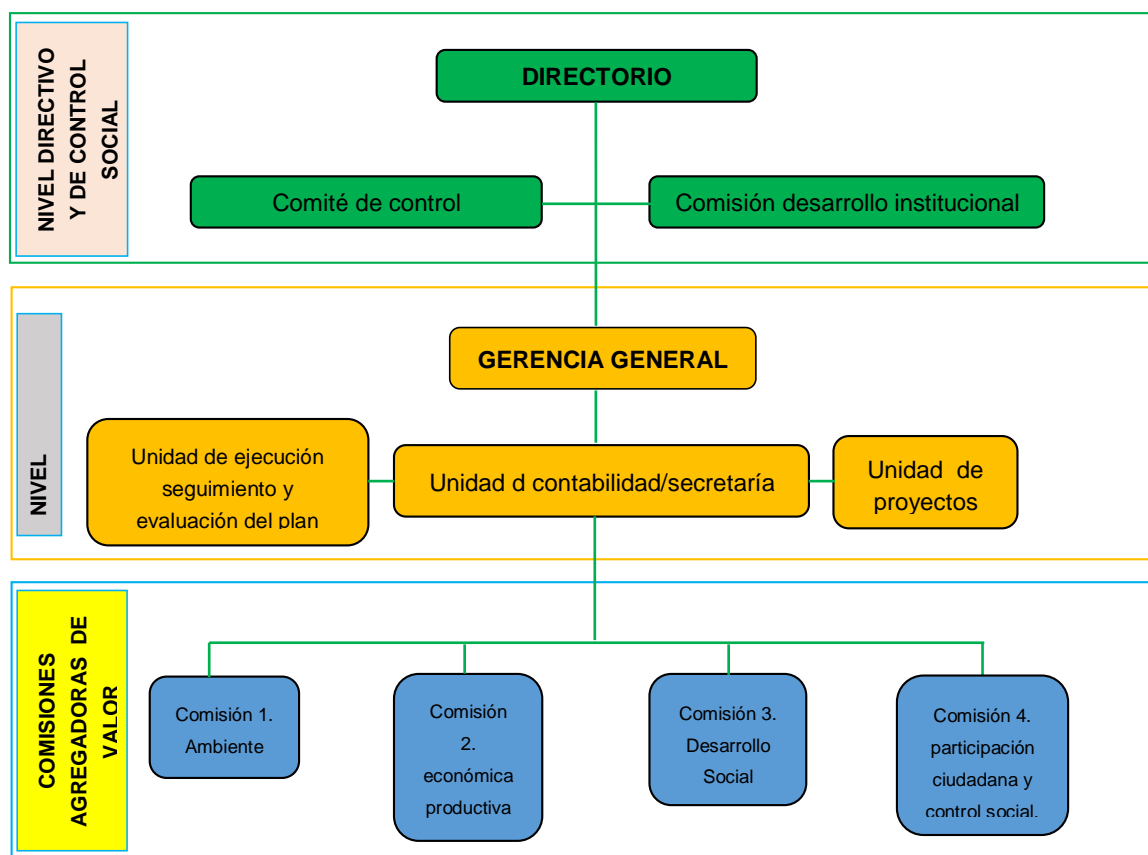 NIVEL DIRECTIVO
Y DE CONTROL
SOCIAL
DIRECTORIO
Comité de control
Comisión desarrollo institucional
NIVEL
GERENCIA GENERAL
Unidad de ejecución
seguimiento y
evaluación del plan
Unidad d contabilidad/secretaría
Unidad de
proyectos
COMISIONES
AGREGADORAS DE
VALOR
Comisión 1.
Ambiente
Comisión
2.
económica
productiva
Comisión 3.
Desarrollo
Social
Comisión 4.
participación
ciudadana y
control social.